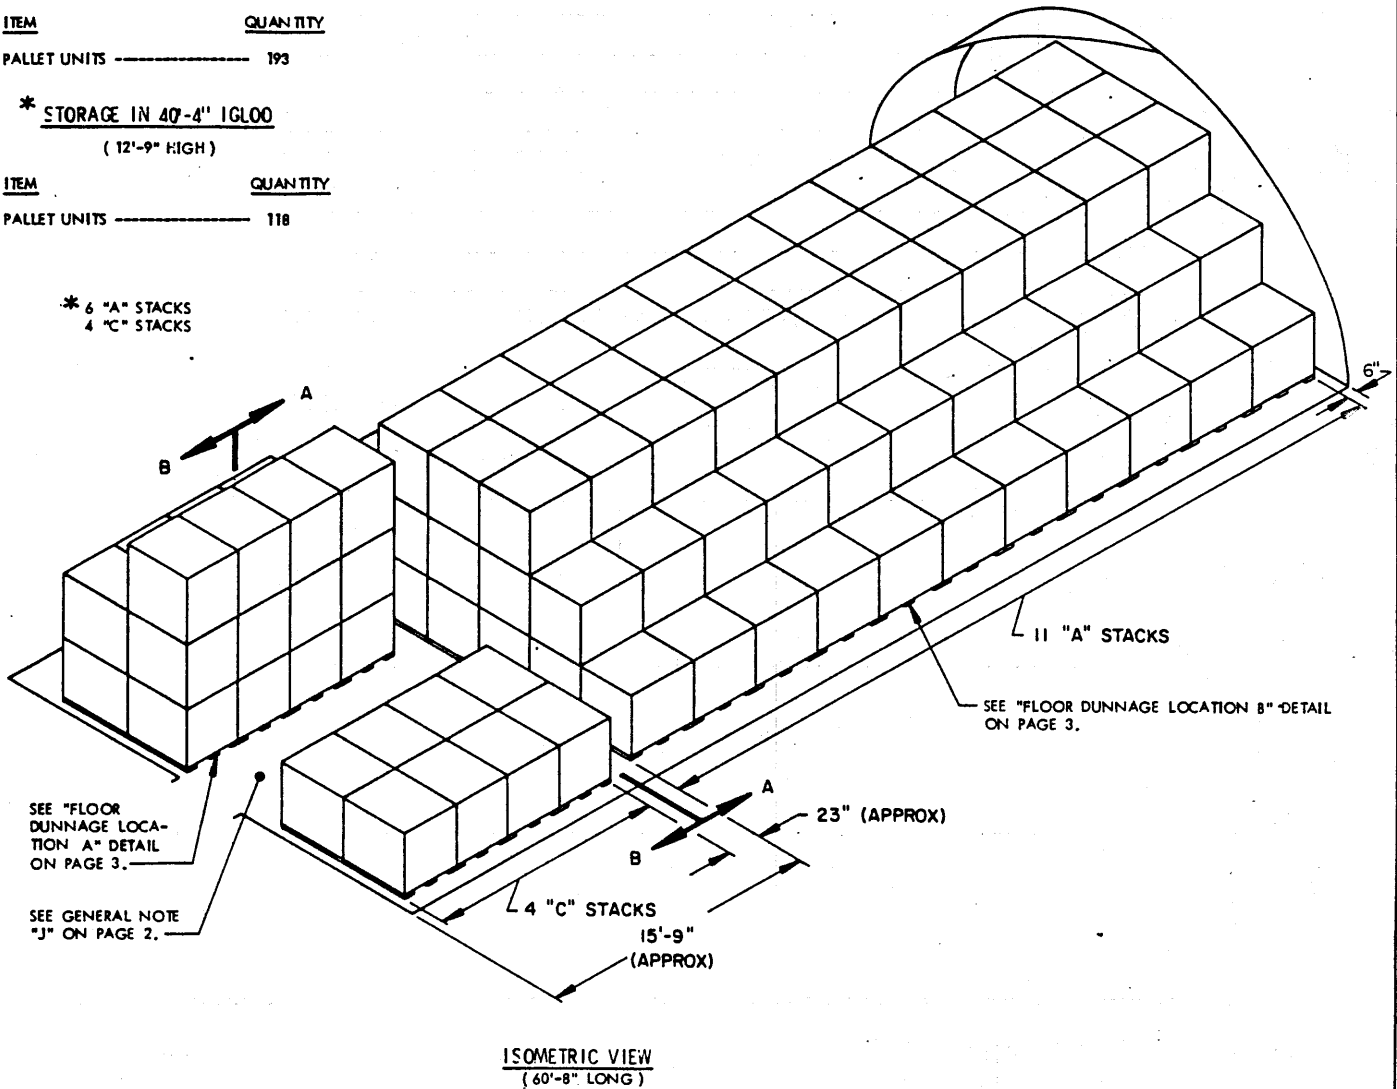 ITEM QUANTITY
PALLET UNITS ---------------- 193
* STORAGE IN 40'-4" IGLOO
( 12'-9" HIGH )
ITEM QUANTITY
PALLET UNITS ---------------- 118
* 6 "A" STACKS
4 "C" STACKS
A
B
6"
11 "A" STACKS
SEE "FLOOR DUNNAGE LOCATION B" DETAIL
ON PAGE 3.
A
23" (APPROX)
B
SEE "FLOOR
DUNNAGE LOCA-
TION A" DETAIL
ON PAGE 3.
4 "C" STACKS
SEE GENERAL NOTE
"J" ON PAGE 2.
15'-9"
(APPROX)
ISOMETRIC VIEW
( 60'-8" LONG )